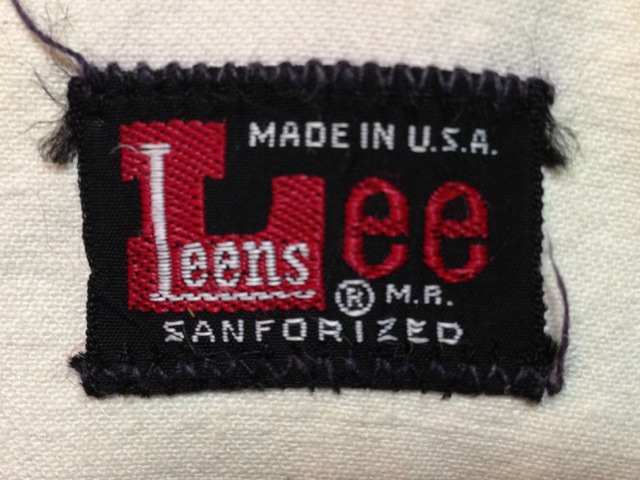 MADE IN U.S.A.
Lee
Leens
® M.R.
SANFORIZED